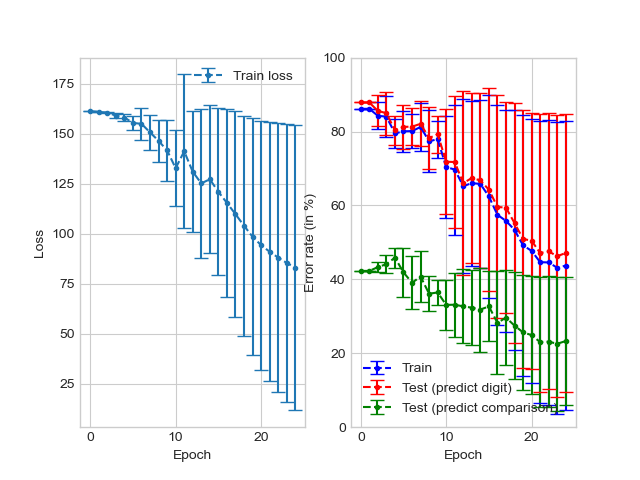 Train loss
175
150
125
100
75
50
25
0
10
20
Loss
Epoch
100
80
60
40
20
0
0
10
20
Error rate (in %)
Epoch
Train
Test (predict digit)
Test (predict comparison)